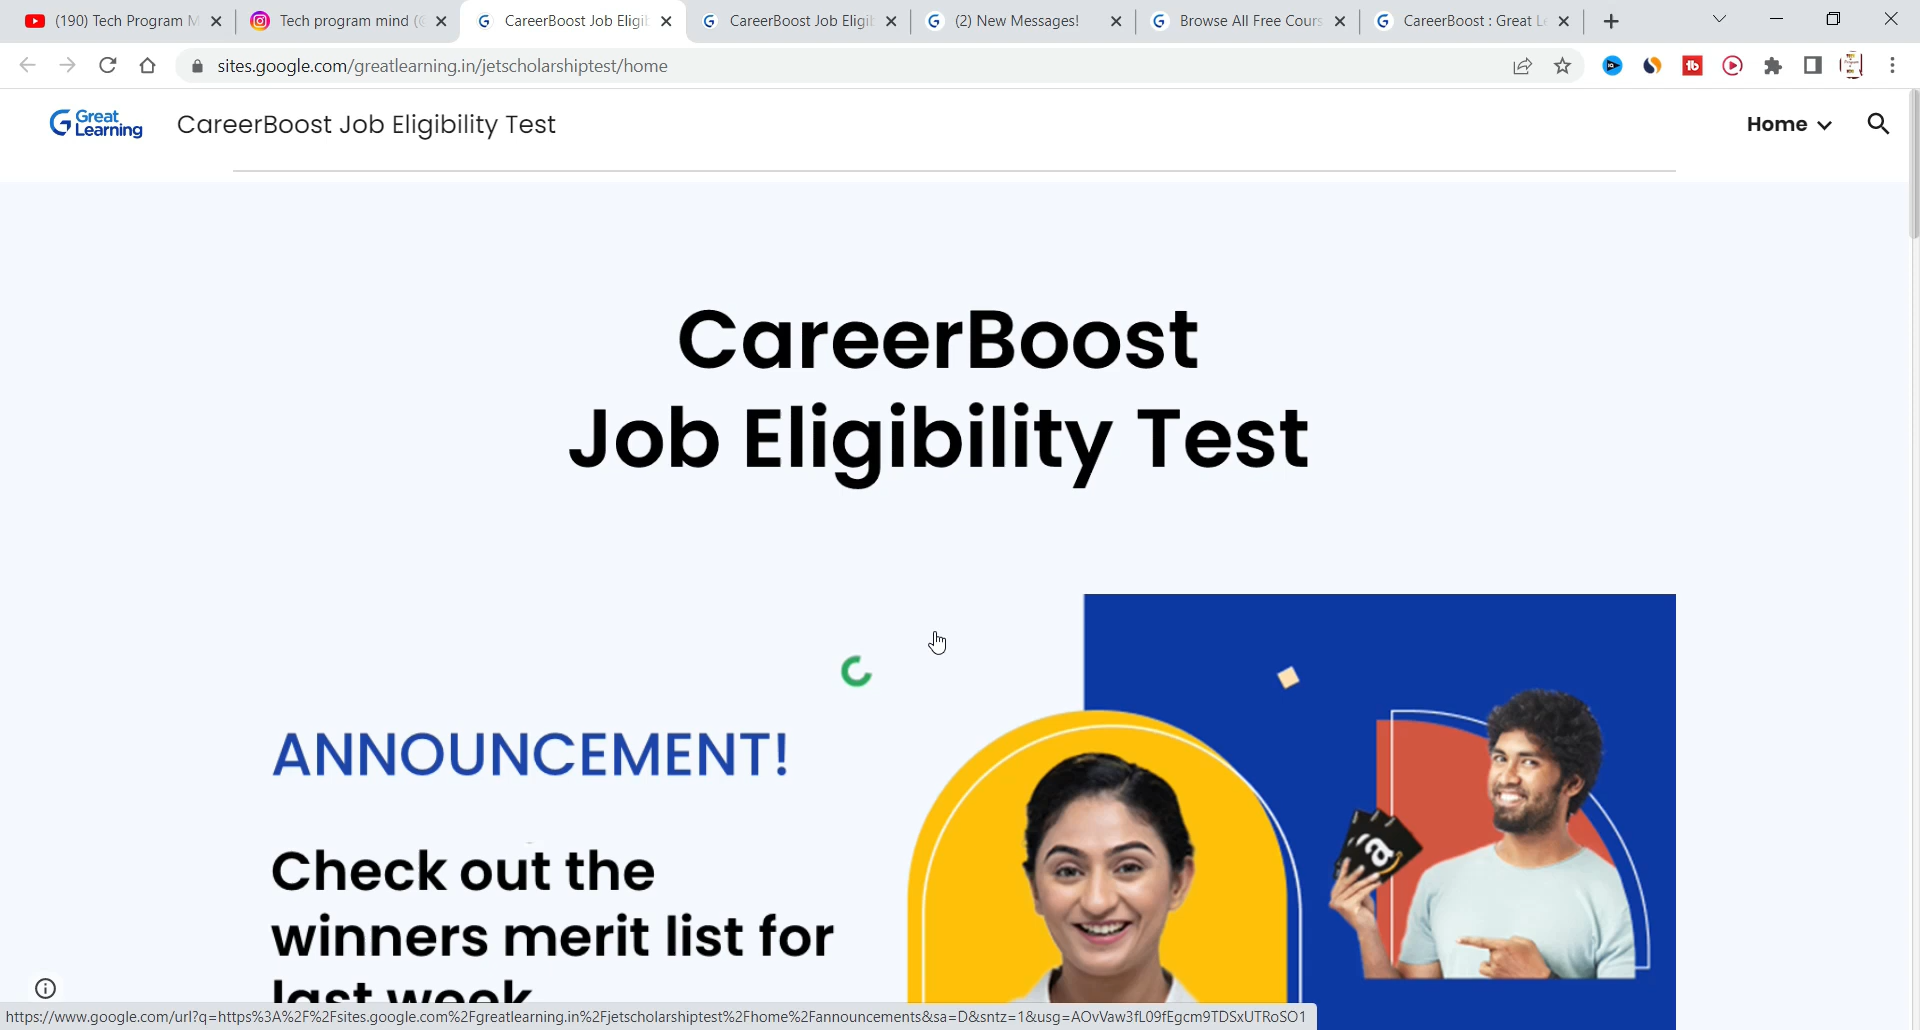 (190) Tech Program M
Tech program mind (@
CareerBoost Job Eligib
CareerBoost Job Eligib
(2) New Messages!
Browse All Free Cours
CareerBoost : Great Le
sites.google.com/greatlearning.in/jetscholarshiptest/home
Great Learning
CareerBoost Job Eligibility Test
Home
CareerBoost
Job Eligibility Test
ANNOUNCEMENT!
Check out the
winners merit list for
last week
https://www.google.com/url?q=https%3A%2F%2Fsites.google.com%2Fgreatlearning.in%2Fjetscholarshiptest%2Fhome%2Fannouncements&sa=D&sntz=1&usg=AOvVaw3fL09fEgcm9TDSxUTRoSO1